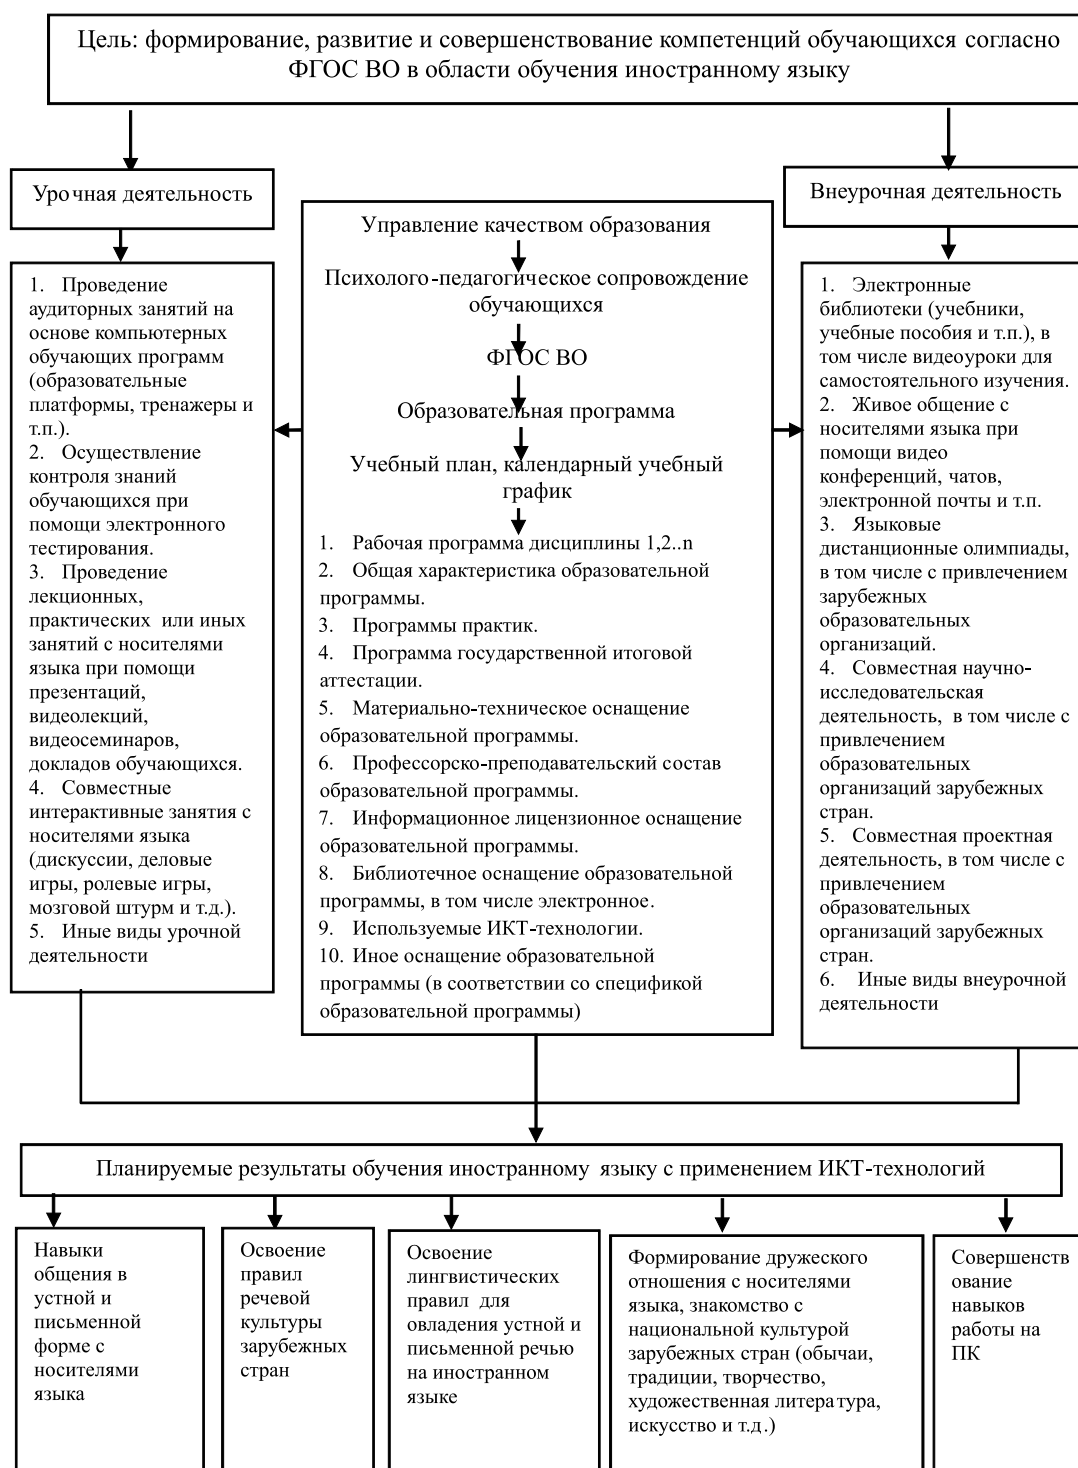 Цель: формирование, развитие и совершенствование компетенций обучающихся согласно
ФГОС ВО в области обучения иностранному языку
Урочная деятельность
Внеурочная деятельность
1. Проведение
аудиторных занятий на
основе компьютерных
обучающих программ
(образовательные
платформы, тренажеры и
т.п.).
2. Осуществление
контроля знаний
обучающихся при
помощи электронного
тестирования.
3. Проведение
лекционных,
практических или иных
занятий с носителями
языка при помощи
презентаций,
видеолекций,
видеосеминаров,
докладов обучающихся.
4. Совместные
интерактивные занятия с
носителями языка
(дискуссии, деловые
игры, ролевые игры,
мозговой штурм и т.д.).
5. Иные виды урочной
деятельности
Управление качеством образования
Психолого-педагогическое сопровождение
обучающихся
ФГОС ВО
Образовательная программа
Учебный план, календарный учебный
график
1. Рабочая программа дисциплины 1,2..n
2. Общая характеристика образовательной
программы.
3. Программы практик.
4. Программа государственной итоговой
аттестации.
5. Материально-техническое оснащение
образовательной программы.
6. Профессорско-преподавательский состав
образовательной программы.
7. Информационное лицензионное оснащение
образовательной программы.
8. Библиотечное оснащение образовательной
программы, в том числе электронное.
9. Используемые ИКТ-технологии.
10. Иное оснащение образовательной
программы (в соответствии со спецификой
образовательной программы)
1. Электронные
библиотеки (учебники,
учебные пособия и т.п.), в
том числе видеоуроки для
самостоятельного изучения.
2. Живое общение с
носителями языка при
помощи видео
конференций, чатов,
электронной почты и т.п.
3. Языковые
дистанционные олимпиады,
в том числе с привлечением
зарубежных
образовательных
организаций.
4. Совместная научно-
исследовательская
деятельность, в том числе с
привлечением
образовательных
организаций зарубежных
стран.
5. Совместная проектная
деятельность, в том числе с
привлечением
образовательных
организаций зарубежных
стран.
6. Иные виды внеурочной
деятельности
Планируемые результаты обучения иностранному языку с применением ИКТ-технологий
Навыки
общения в
устной и
письменной
форме с
носителями
языка
Освоение
правил
речевой
культуры
зарубежных
стран
Освоение
лингвистических
правил для
овладения устной и
письменной речью
на иностранном
языке
Формирование дружеского
отношения с носителями
языка, знакомство с
национальной культурой
зарубежных стран (обычаи,
традиции, творчество,
художественная литература,
искусство и т.д.)
Совершенств
ование
навыков
работы на
ПК